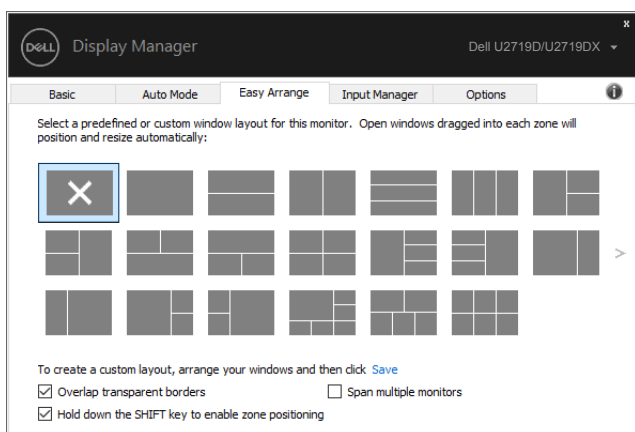 x
DELL Display Manager Dell U2719D/U2719DX
Basic Auto Mode Easy Arrange Input Manager Options
Select a predefined or custom window layout for this monitor. Open windows dragged into each zone will
position and resize automatically:
>
To create a custom layout, arrange your windows and then click Save
Overlap transparent borders Span multiple monitors
Hold down the SHIFT key to enable zone positioning